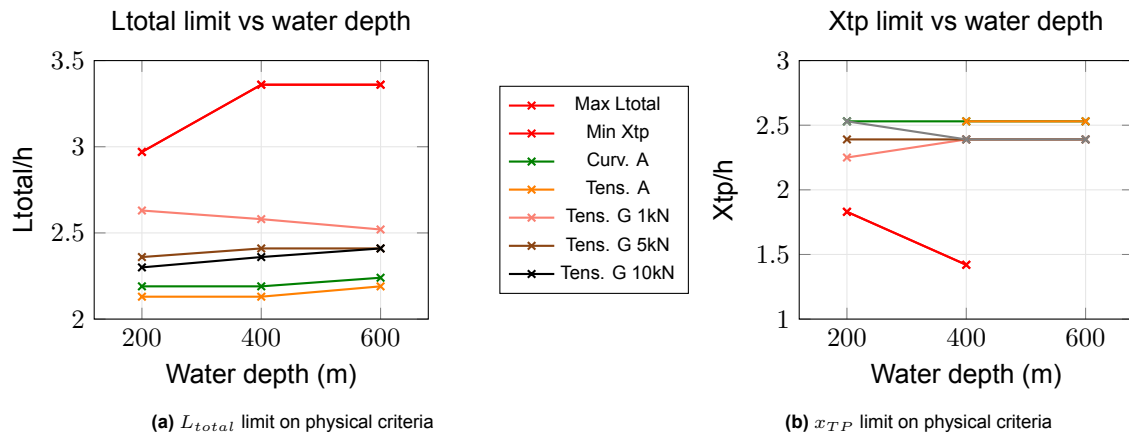 Ltotal limit vs water depth
3.5
3
2.5
2
200
400
600
Ltotal/h
Water depth (m)
(a) Ltotal limit on physical criteria
Max Ltotal
Min Xtp
Curv. A
Tens. A
Tens. G 1kN
Tens. G 5kN
Tens. G 10kN
Xtp limit vs water depth
3
2.5
2
1.5
1
200
400
600
Xtp/h
Water depth (m)
(b) xTP limit on physical criteria